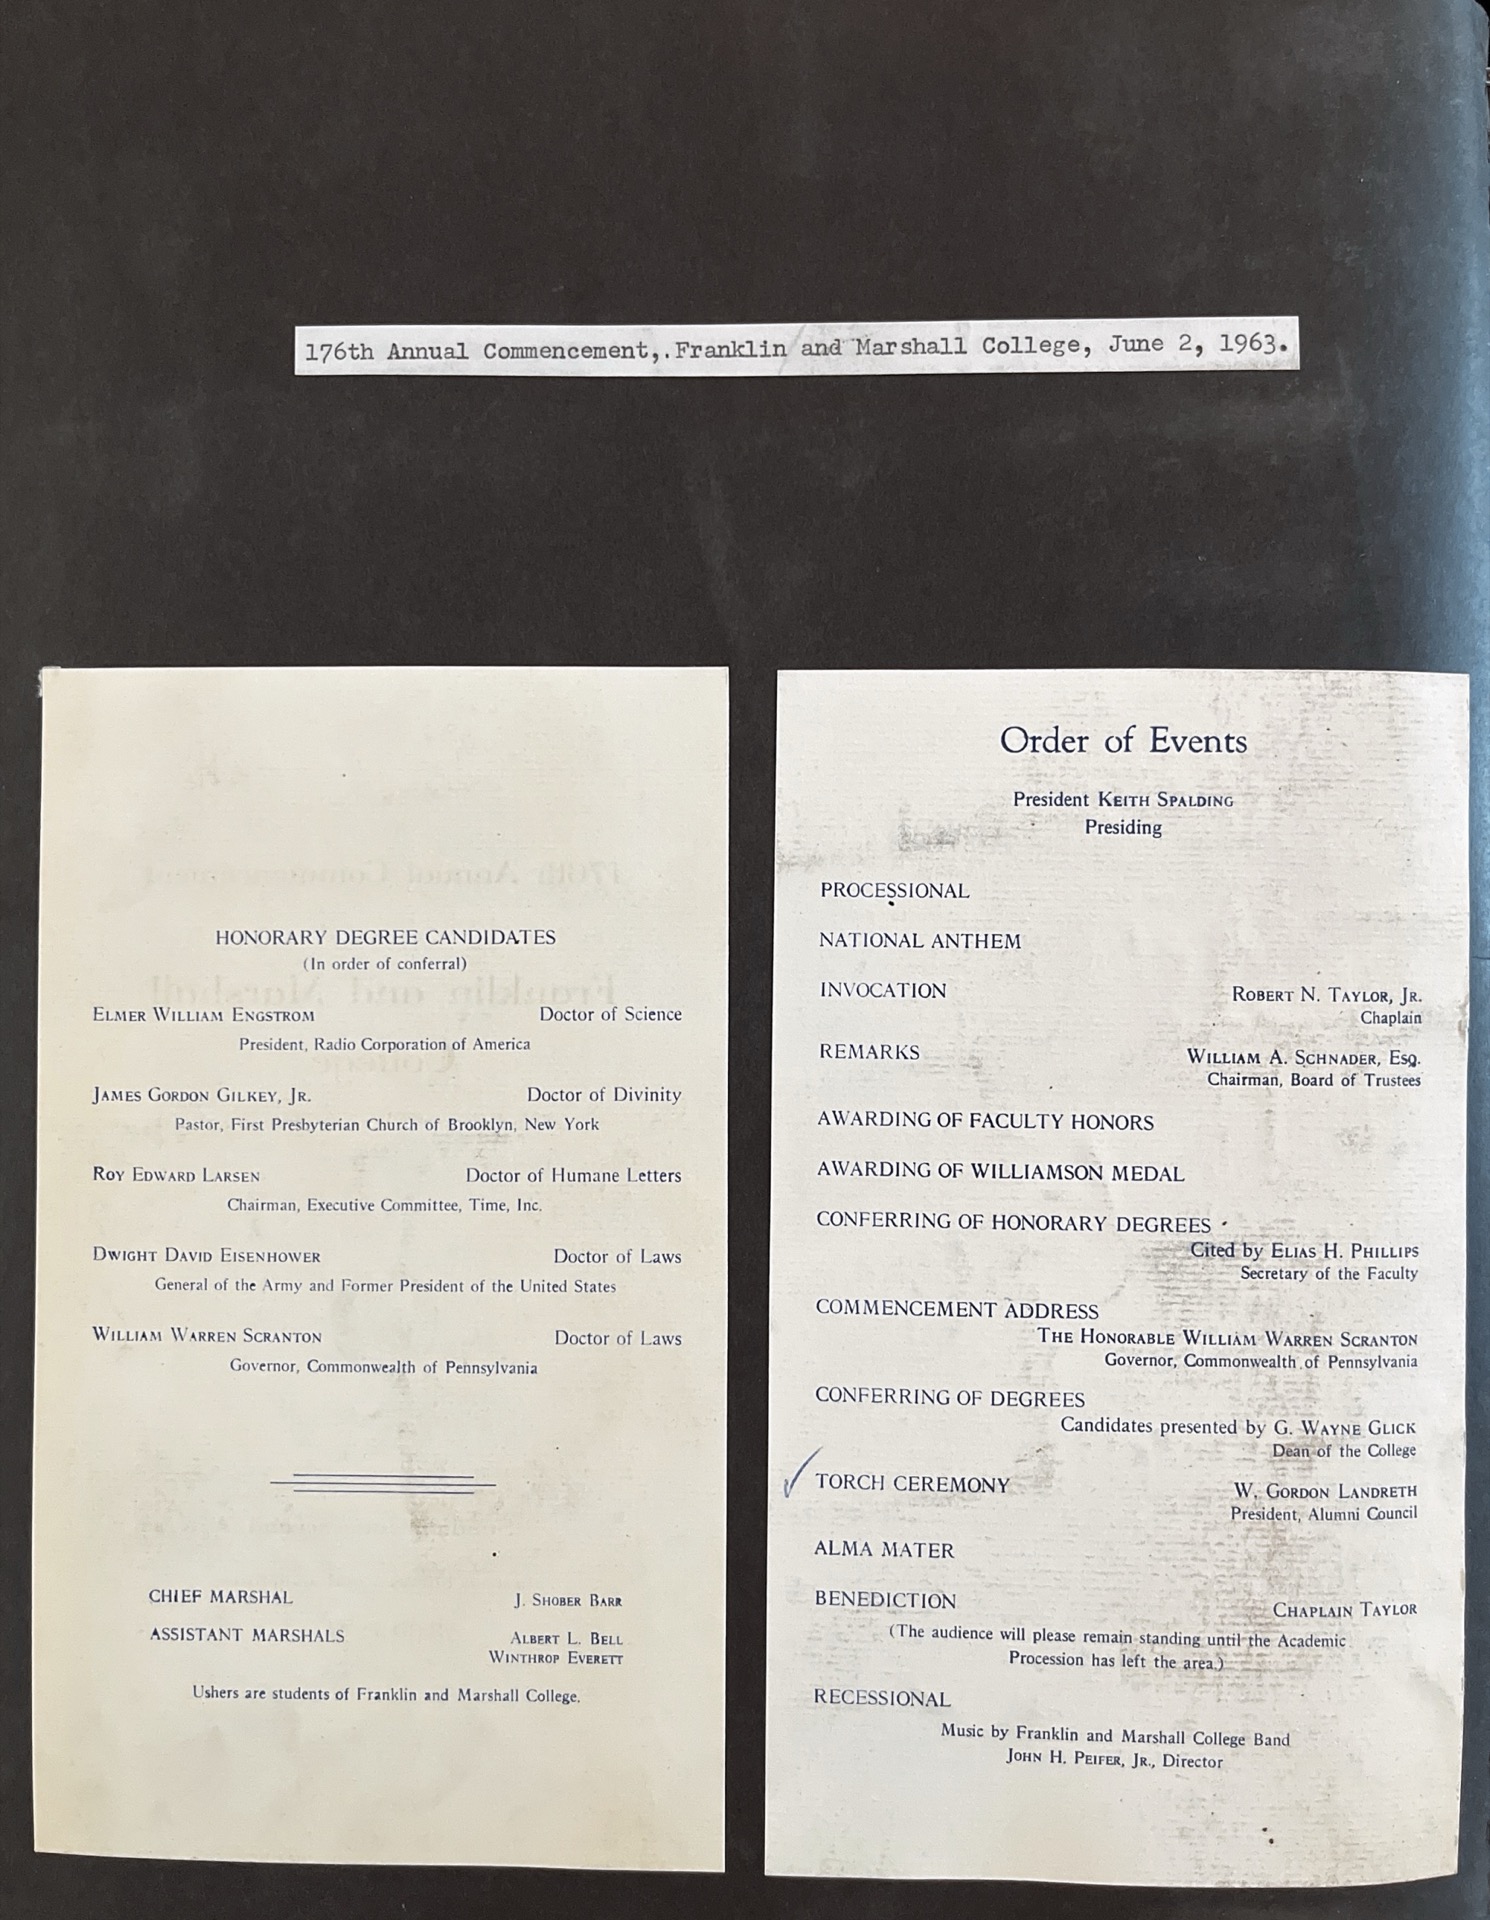 176th Annual Commencement,.Franklin and Marshall College, June 2, 1963.
HONORARY DEGREE CANDIDATES
(In order of conferral)
ELMER WILLIAM ENGSTROM Doctor of Science
President, Radio Corporation of America
JAMES GORDON GILKEY, JR. Doctor of Divinity
Pastor, First Presbyterian Church of Brooklyn, New York
ROY EDWARD LARSEN Doctor of Humane Letters
Chairman, Executive Committee, Time, Inc.
DWIGHT DAVID EISENHOWER Doctor of Laws
General of the Army and Former President of the United States
WILLIAM WARREN SCRANTON Doctor of Laws
Governor, Commonwealth of Pennsylvania
CHIEF MARSHAL J. SHOBER BARR
ASSISTANT MARSHALS ALBERT L. BELL
WINTHROP EVERETT
Ushers are students of Franklin and Marshall College.
Order of Events
President KEITH SPALDING
Presiding
PROCESSIONAL
NATIONAL ANTHEM
INVOCATION ROBERT N. TAYLOR, JR.
Chaplain
REMARKS WILLIAM A. SCHNADER, ESQ.
Chairman, Board of Trustees
AWARDING OF FACULTY HONORS
AWARDING OF WILLIAMSON MEDAL
CONFERRING OF HONORARY DEGREES
Cited by ELIAS H. PHILLIPS
Secretary of the Faculty
COMMENCEMENT ADDRESS
THE HONORABLE WILLIAM WARREN SCRANTON
Governor, Commonwealth of Pennsylvania
CONFERRING OF DEGREES
Candidates presented by G. WAYNE GLICK
Dean of the College
✓ TORCH CEREMONY W. GORDON LANDRETH
President, Alumni Council
ALMA MATER
BENEDICTION CHAPLAIN TAYLOR
(The audience will please remain standing until the Academic
Procession has left the area.)
RECESSIONAL
Music by Franklin and Marshall College Band
JOHN H. PEIFER, JR., Director